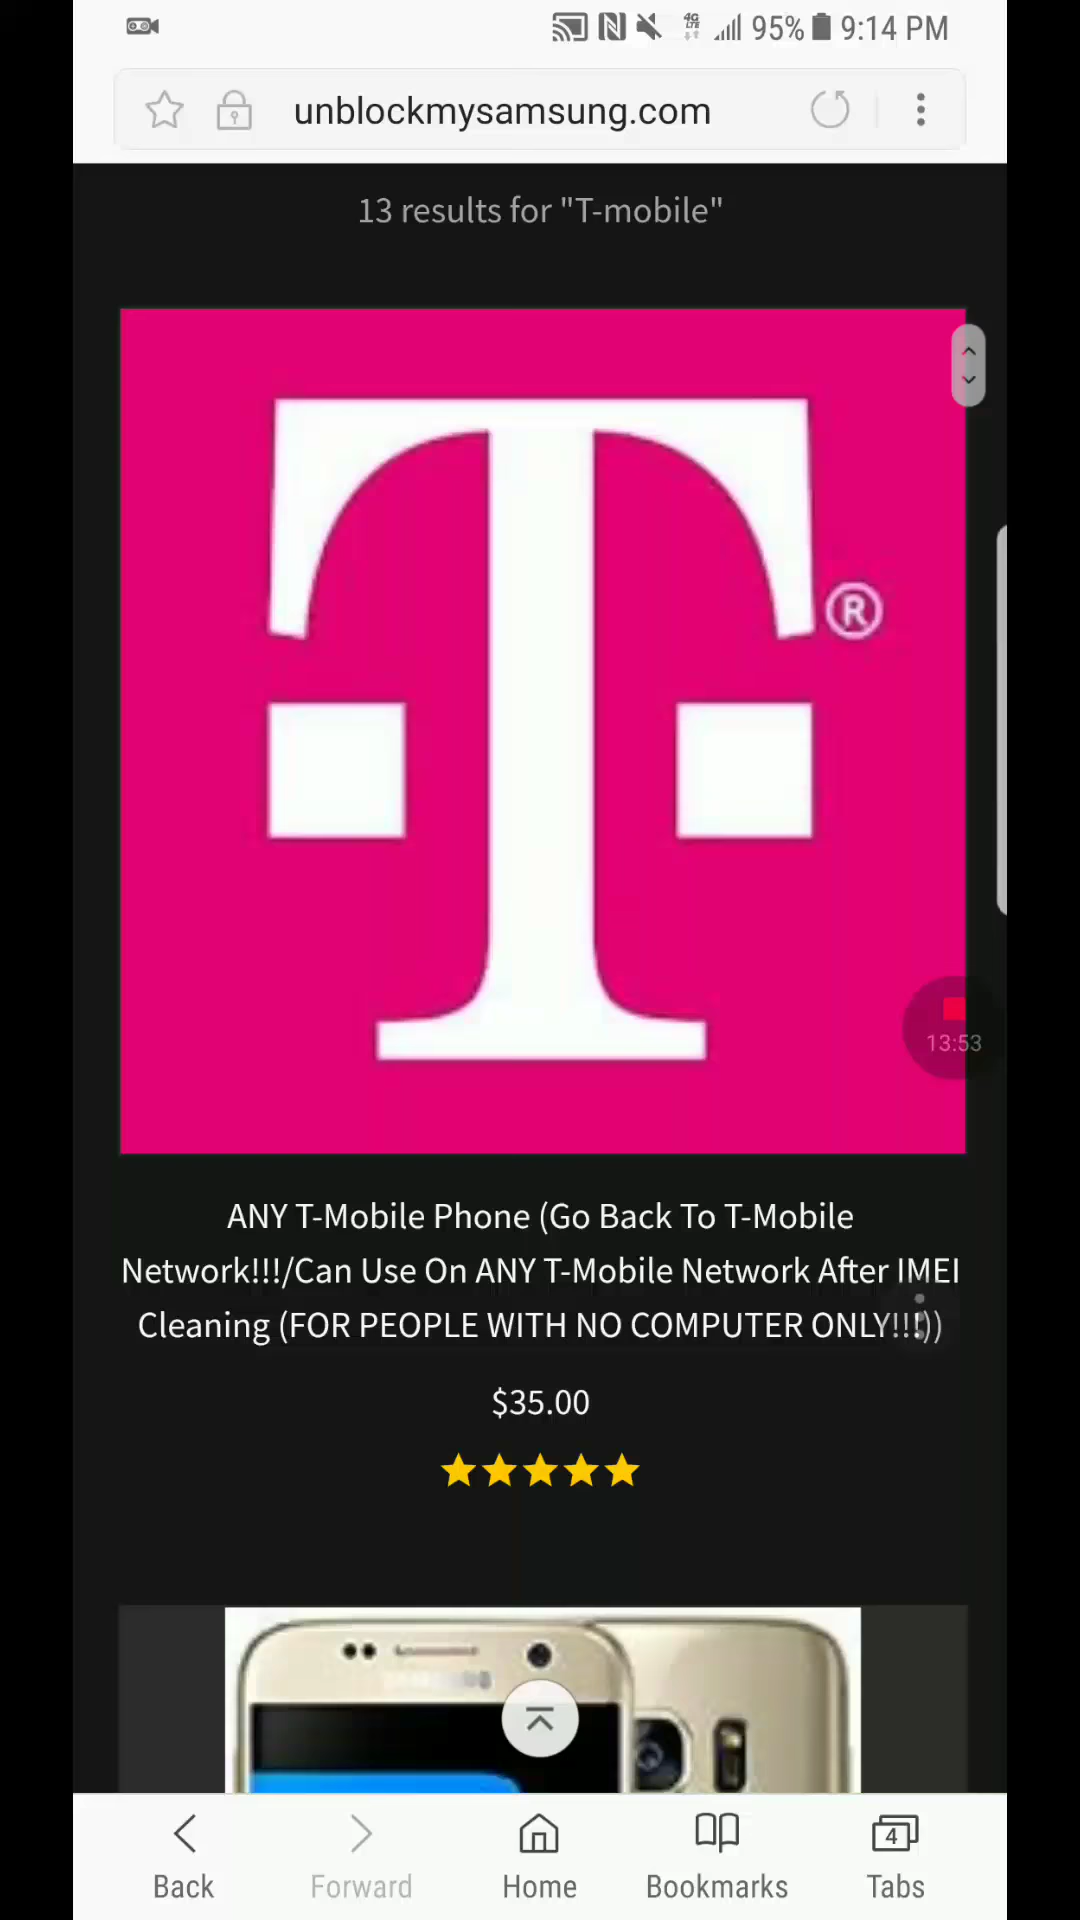 95% 9:14 PM
unblockmysamsung.com
13 results for "T-mobile"
T
®
13:53
ANY T-Mobile Phone (Go Back To T-Mobile
Network!!!/Can Use On ANY T-Mobile Network After IMEI
Cleaning (FOR PEOPLE WITH NO COMPUTER ONLY!!!))
$35.00
4
Back Forward Home Bookmarks Tabs